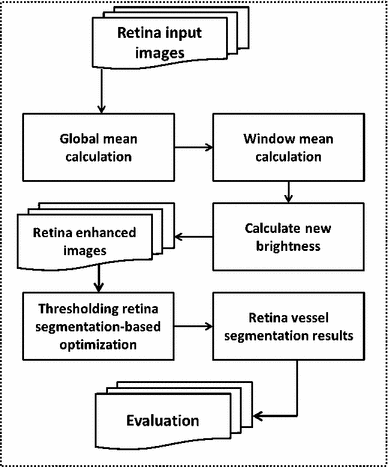 Retina input
images
Global mean
calculation
Window mean
calculation
Calculate new
brightness
Retina enhanced
images
Thresholding retina
segmentation-based
optimization
Retina vessel
segmentation results
Evaluation